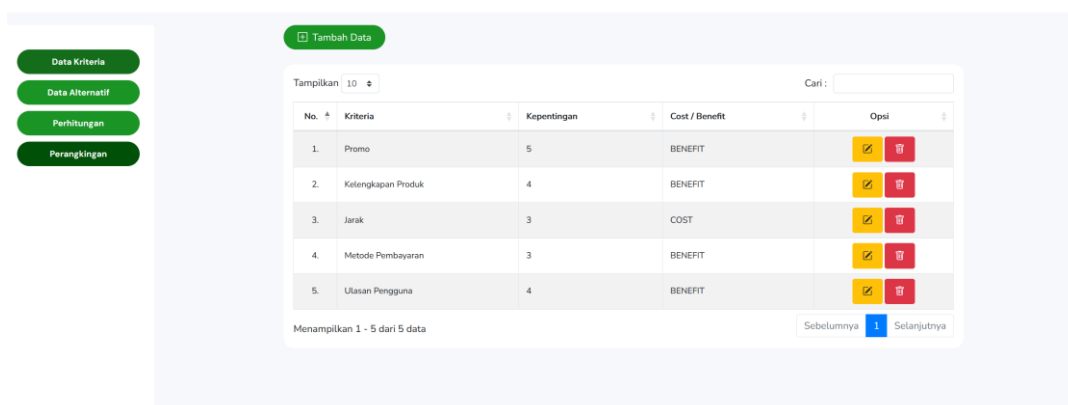 Data Kriteria
Data Alternatif
Perhitungan
Perangkingan
Tambah Data
Tampilkan 10
Cari :
No. Kriteria Kepentingan Cost / Benefit Opsi
1. Promo 5 BENEFIT
2. Kelengkapan Produk 4 BENEFIT
3. Jarak 3 COST
4. Metode Pembayaran 3 BENEFIT
5. Ulasan Pengguna 4 BENEFIT
Menampilkan 1 - 5 dari 5 data
Sebelumnya 1 Selanjutnya